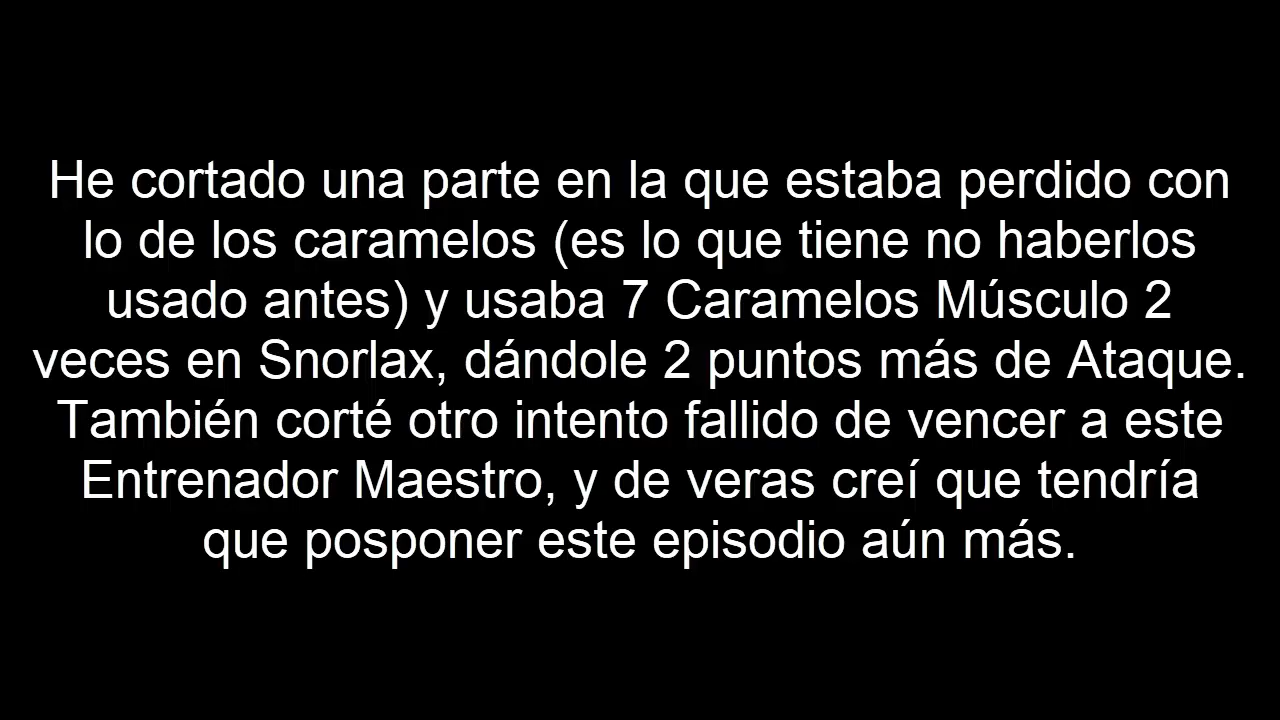 He cortado una parte en la que estaba perdido con
lo de los caramelos (es lo que tiene no haberlos
usado antes) y usaba 7 Caramelos Músculo 2
veces en Snorlax, dándole 2 puntos más de Ataque.
También corté otro intento fallido de vencer a este
Entrenador Maestro, y de veras creí que tendría
que posponer este episodio aún más.